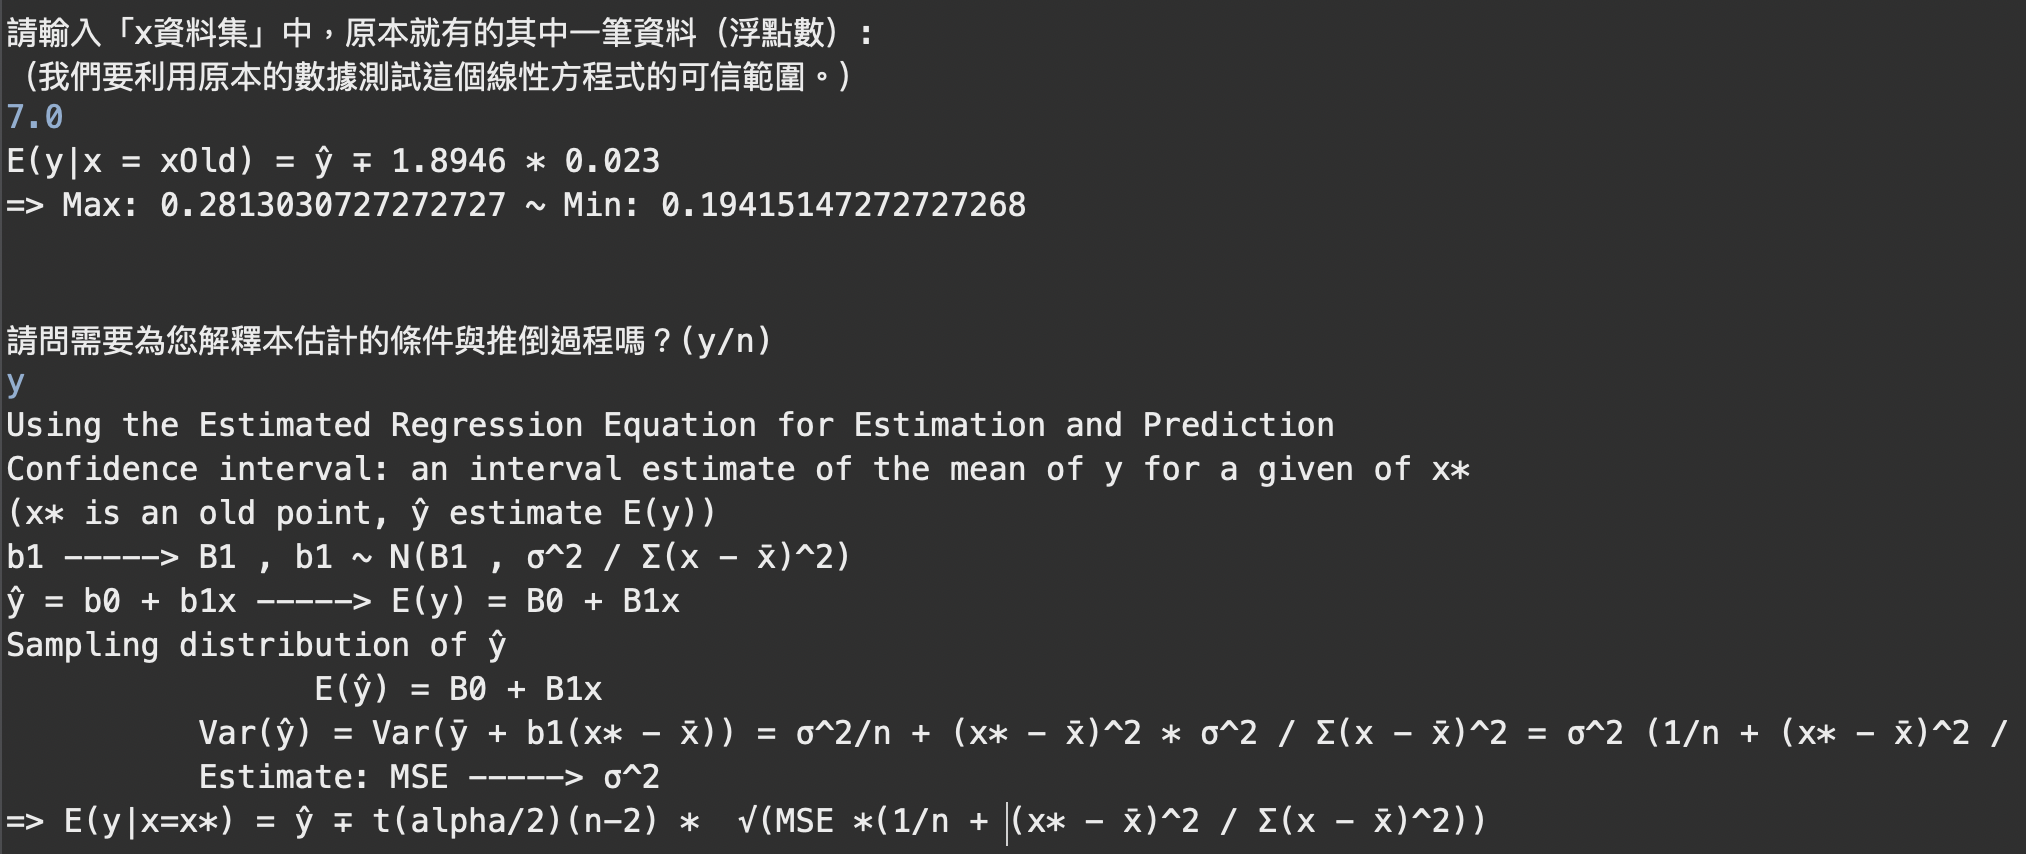 請輸入「x資料集」中，原本就有的其中一筆資料（浮點數）:
（我們要利用原本的數據測試這個線性方程式的可信範圍。）
7.0
E(y|x = xOld) = ŷ ∓ 1.8946 * 0.023
=> Max: 0.2813030727272727 ~ Min: 0.19415147272727268
請問需要為您解釋本估計的條件與推倒過程嗎？(y/n)
y
Using the Estimated Regression Equation for Estimation and Prediction
Confidence interval: an interval estimate of the mean of y for a given of x*
(x* is an old point, ŷ estimate E(y))
b1 -----> B1 , b1 ~ N(B1 , σ^2 / Σ(x - x̄)^2)
ŷ = b0 + b1x -----> E(y) = B0 + B1x
Sampling distribution of ŷ
E(ŷ) = B0 + B1x
Var(ŷ) = Var(ȳ + b1(x* - x̄)) = σ^2/n + (x* - x̄)^2 * σ^2 / Σ(x - x̄)^2 = σ^2 (1/n + (x* - x̄)^2 /
Estimate: MSE -----> σ^2
=> E(y|x=x*) = ŷ ∓ t(alpha/2)(n-2) *  √(MSE *(1/n + (x* - x̄)^2 / Σ(x - x̄)^2))